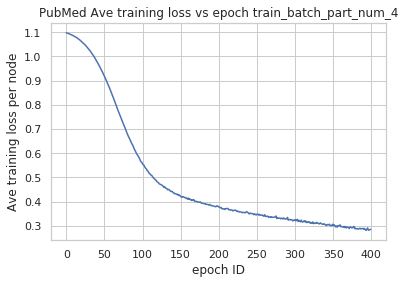 PubMed Ave training loss vs epoch train_batch_part_num_4
Ave training loss per node
1.1
1.0
0.9
0.8
0.7
0.6
0.5
0.4
0.3
0 50 100 150 200 250 300 350 400
epoch ID